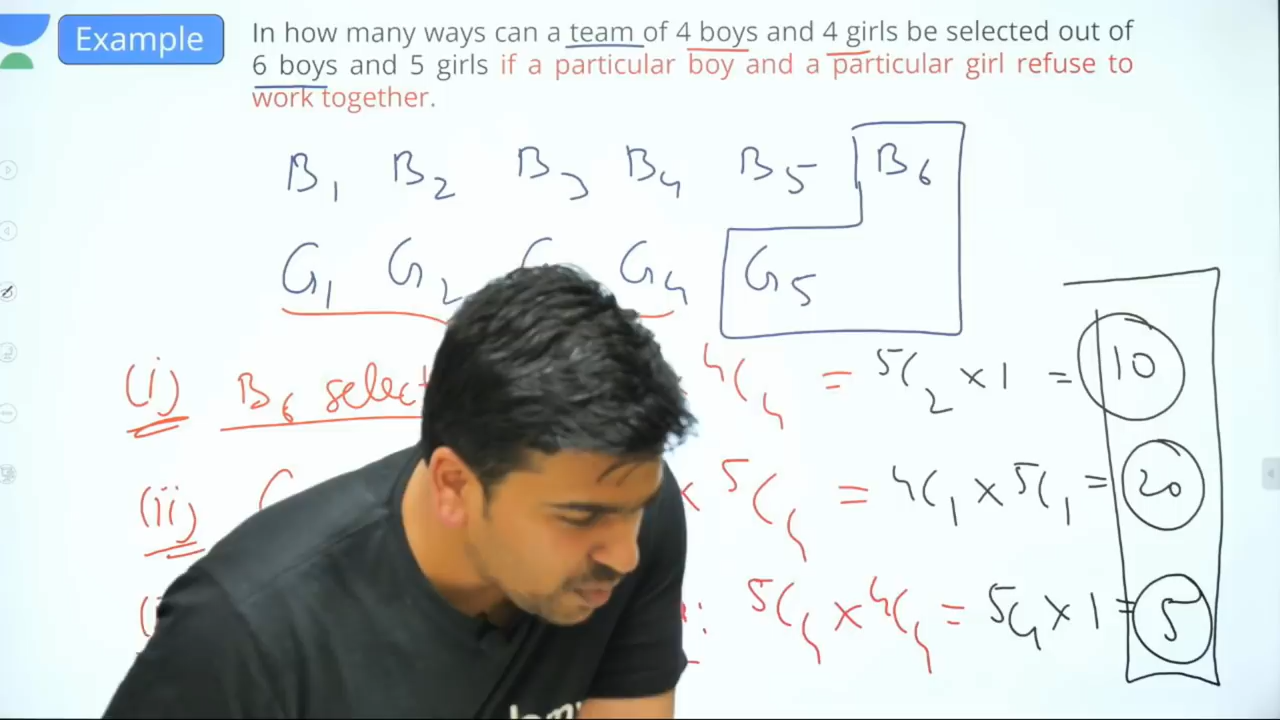 Example
In how many ways can a team of 4 boys and 4 girls be selected out of
6 boys and 5 girls if a particular boy and a particular girl refuse to
work together.
B₁ B₂ B₃ B₄ B₅ B₆
G₁ G₂ G₄ G₅
(i) B₆ select ⁴C₄ = ⁵C₂ × 1 = 10
(ii) × ⁵C₄ = ⁴C₁ × ⁵C₁ = 20
: ⁵C₄ × ⁴C₄ = ⁵C₄ × 1 = 5